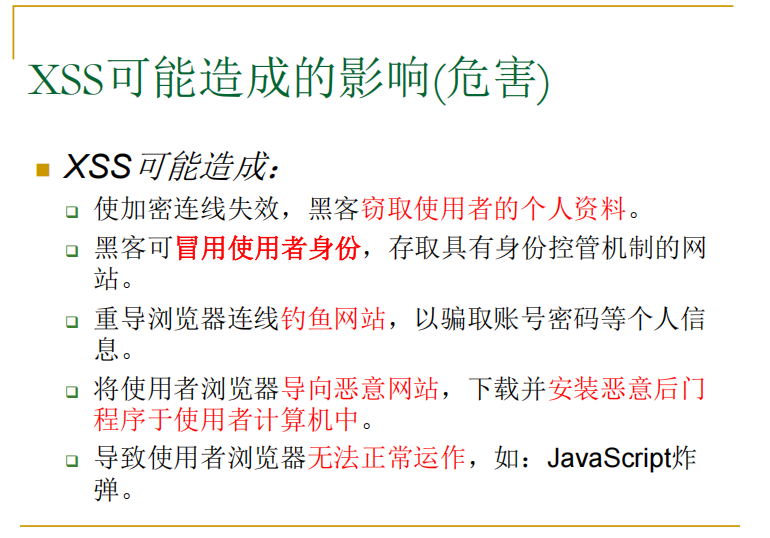 XSS可能造成的影响(危害)
XSS可能造成：
使加密连线失效，黑客窃取使用者的个人资料。
黑客可冒用使用者身份，存取具有身份控管机制的网
站。
重导浏览器连线钓鱼网站，以骗取账号密码等个人信
息。
将使用者浏览器导向恶意网站，下载并安装恶意后门
程序于使用者计算机中。
导致使用者浏览器无法正常运作，如：JavaScript炸
弹。